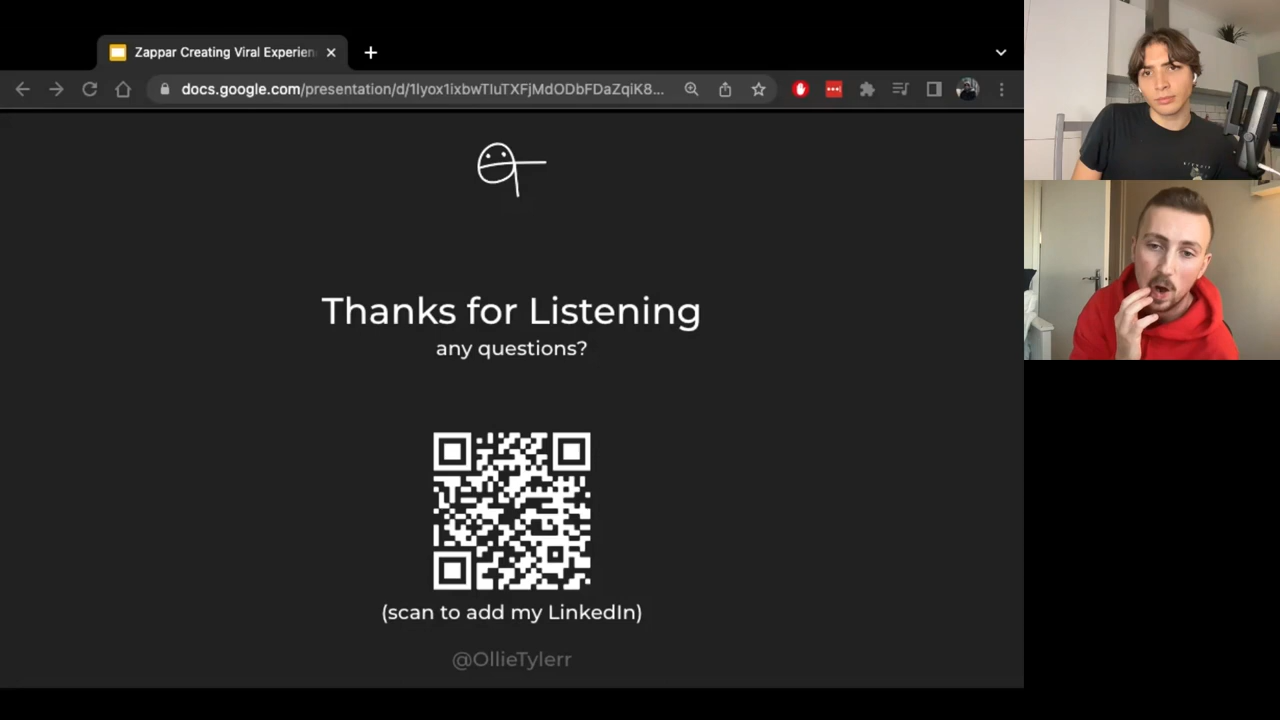 Zappar Creating Viral Experien
docs.google.com/presentation/d/1Iyox1ixbwTIuTXFjMdODbFDaZqiK8...
Thanks for Listening
any questions?
(scan to add my LinkedIn)
@OllieTylerr